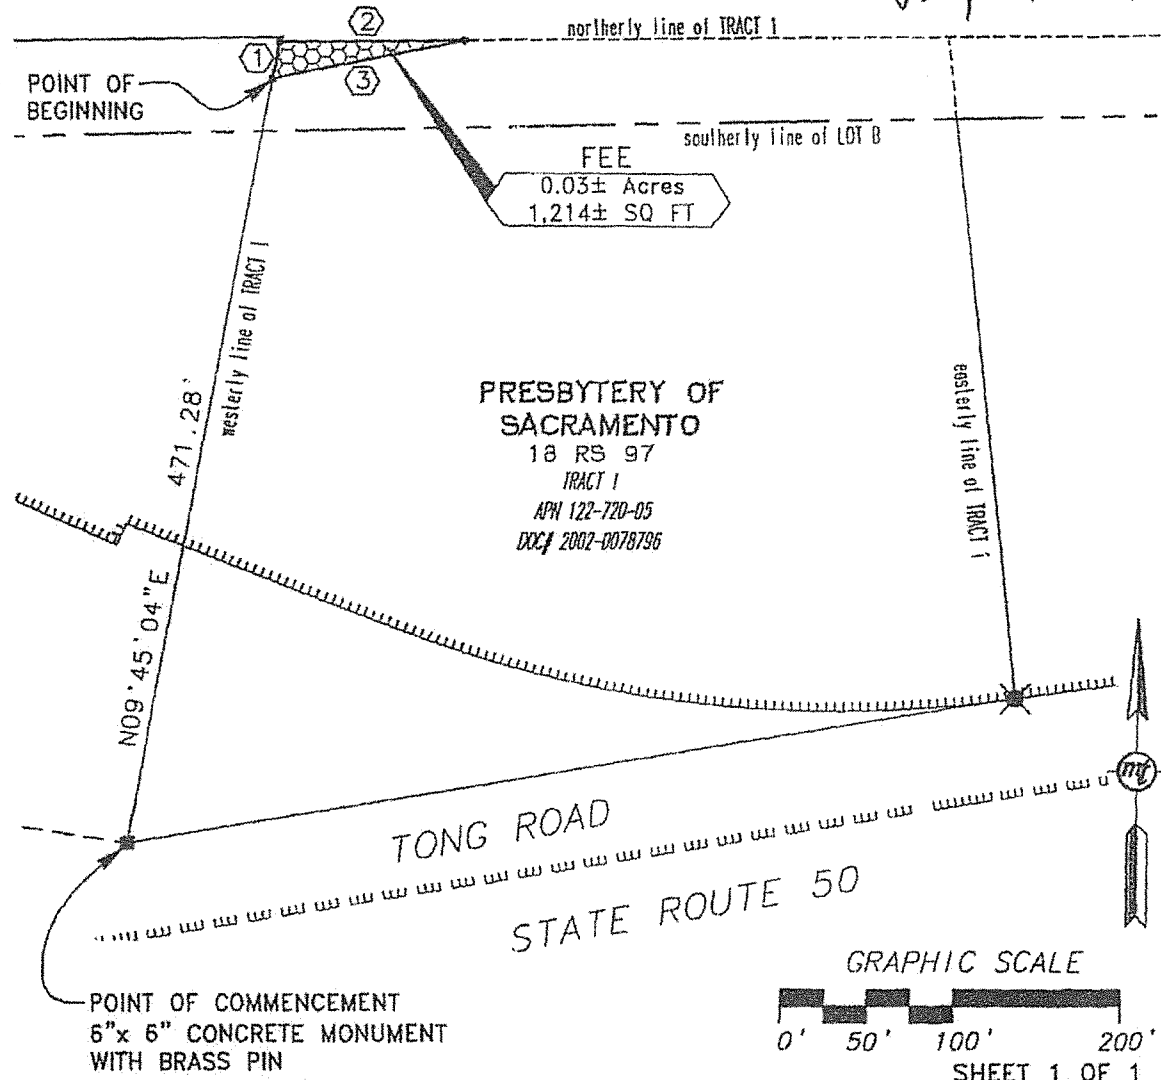 2
northerly line of TRACT 1
1
3
POINT OF
BEGINNING
southerly line of LOT B
FEE
0.03± Acres
1,214± SQ FT
westerly line of TRACT 1
471.28'
N09°45'04"E
PRESBYTERY OF
SACRAMENTO
18 RS 97
TRACT 1
APN 122-720-05
DOC# 2002-0078796
easterly line of TRACT 1
TONG ROAD
STATE ROUTE 50
POINT OF COMMENCEMENT
6"x 6" CONCRETE MONUMENT
WITH BRASS PIN
GRAPHIC SCALE
0' 50' 100' 200'
SHEET 1 OF 1